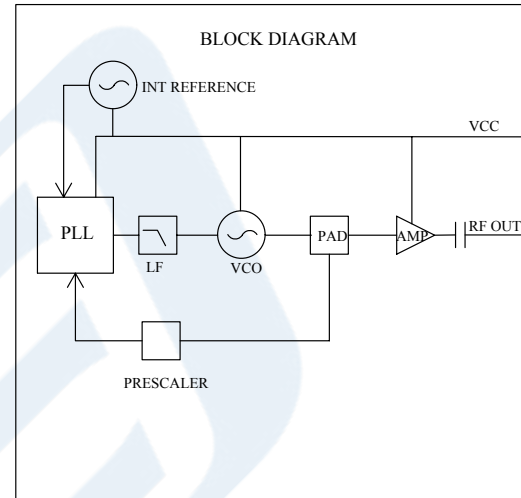 BLOCK DIAGRAM
INT REFERENCE
VCC
PLL
LF
VCO
PAD
AMP
RF OUT
PRESCALER